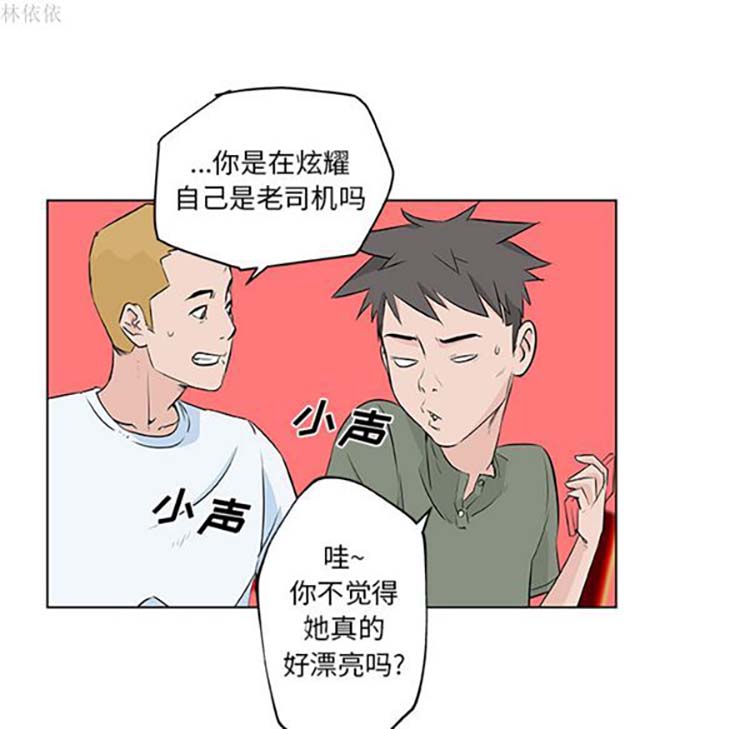 林依依
...你是在炫耀
自己是老司机吗
小声
小声
哇~
你不觉得
她真的
好漂亮吗?